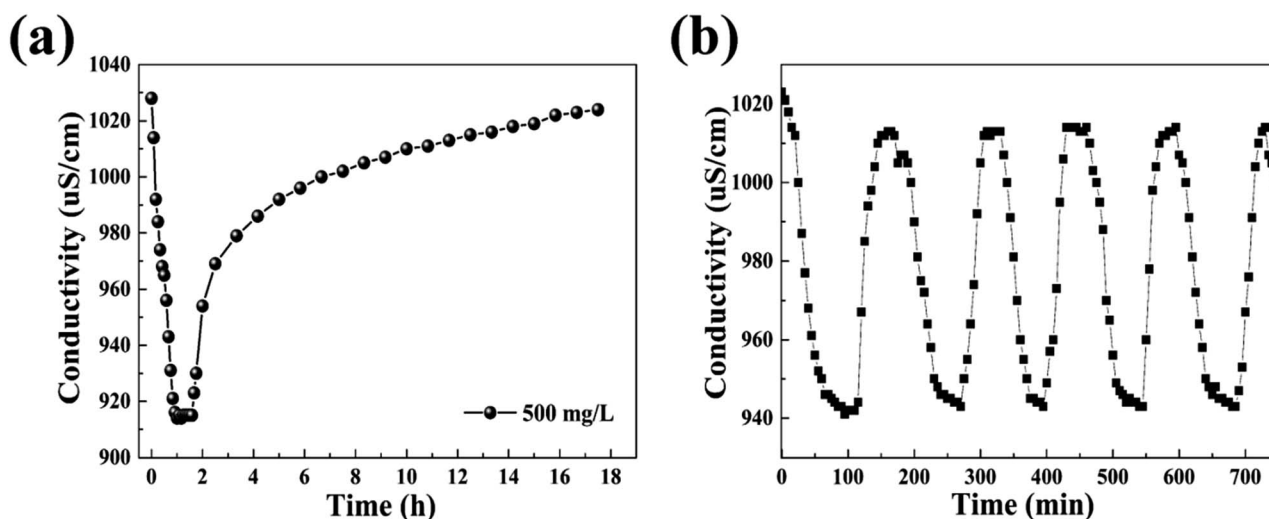 (a)
Conductivity (uS/cm)
1040
1020
1000
980
960
940
920
900
500 mg/L
0 2 4 6 8 10 12 14 16 18
Time (h)
(b)
Conductivity (uS/cm)
1020
1000
980
960
940
0 100 200 300 400 500 600 700
Time (min)